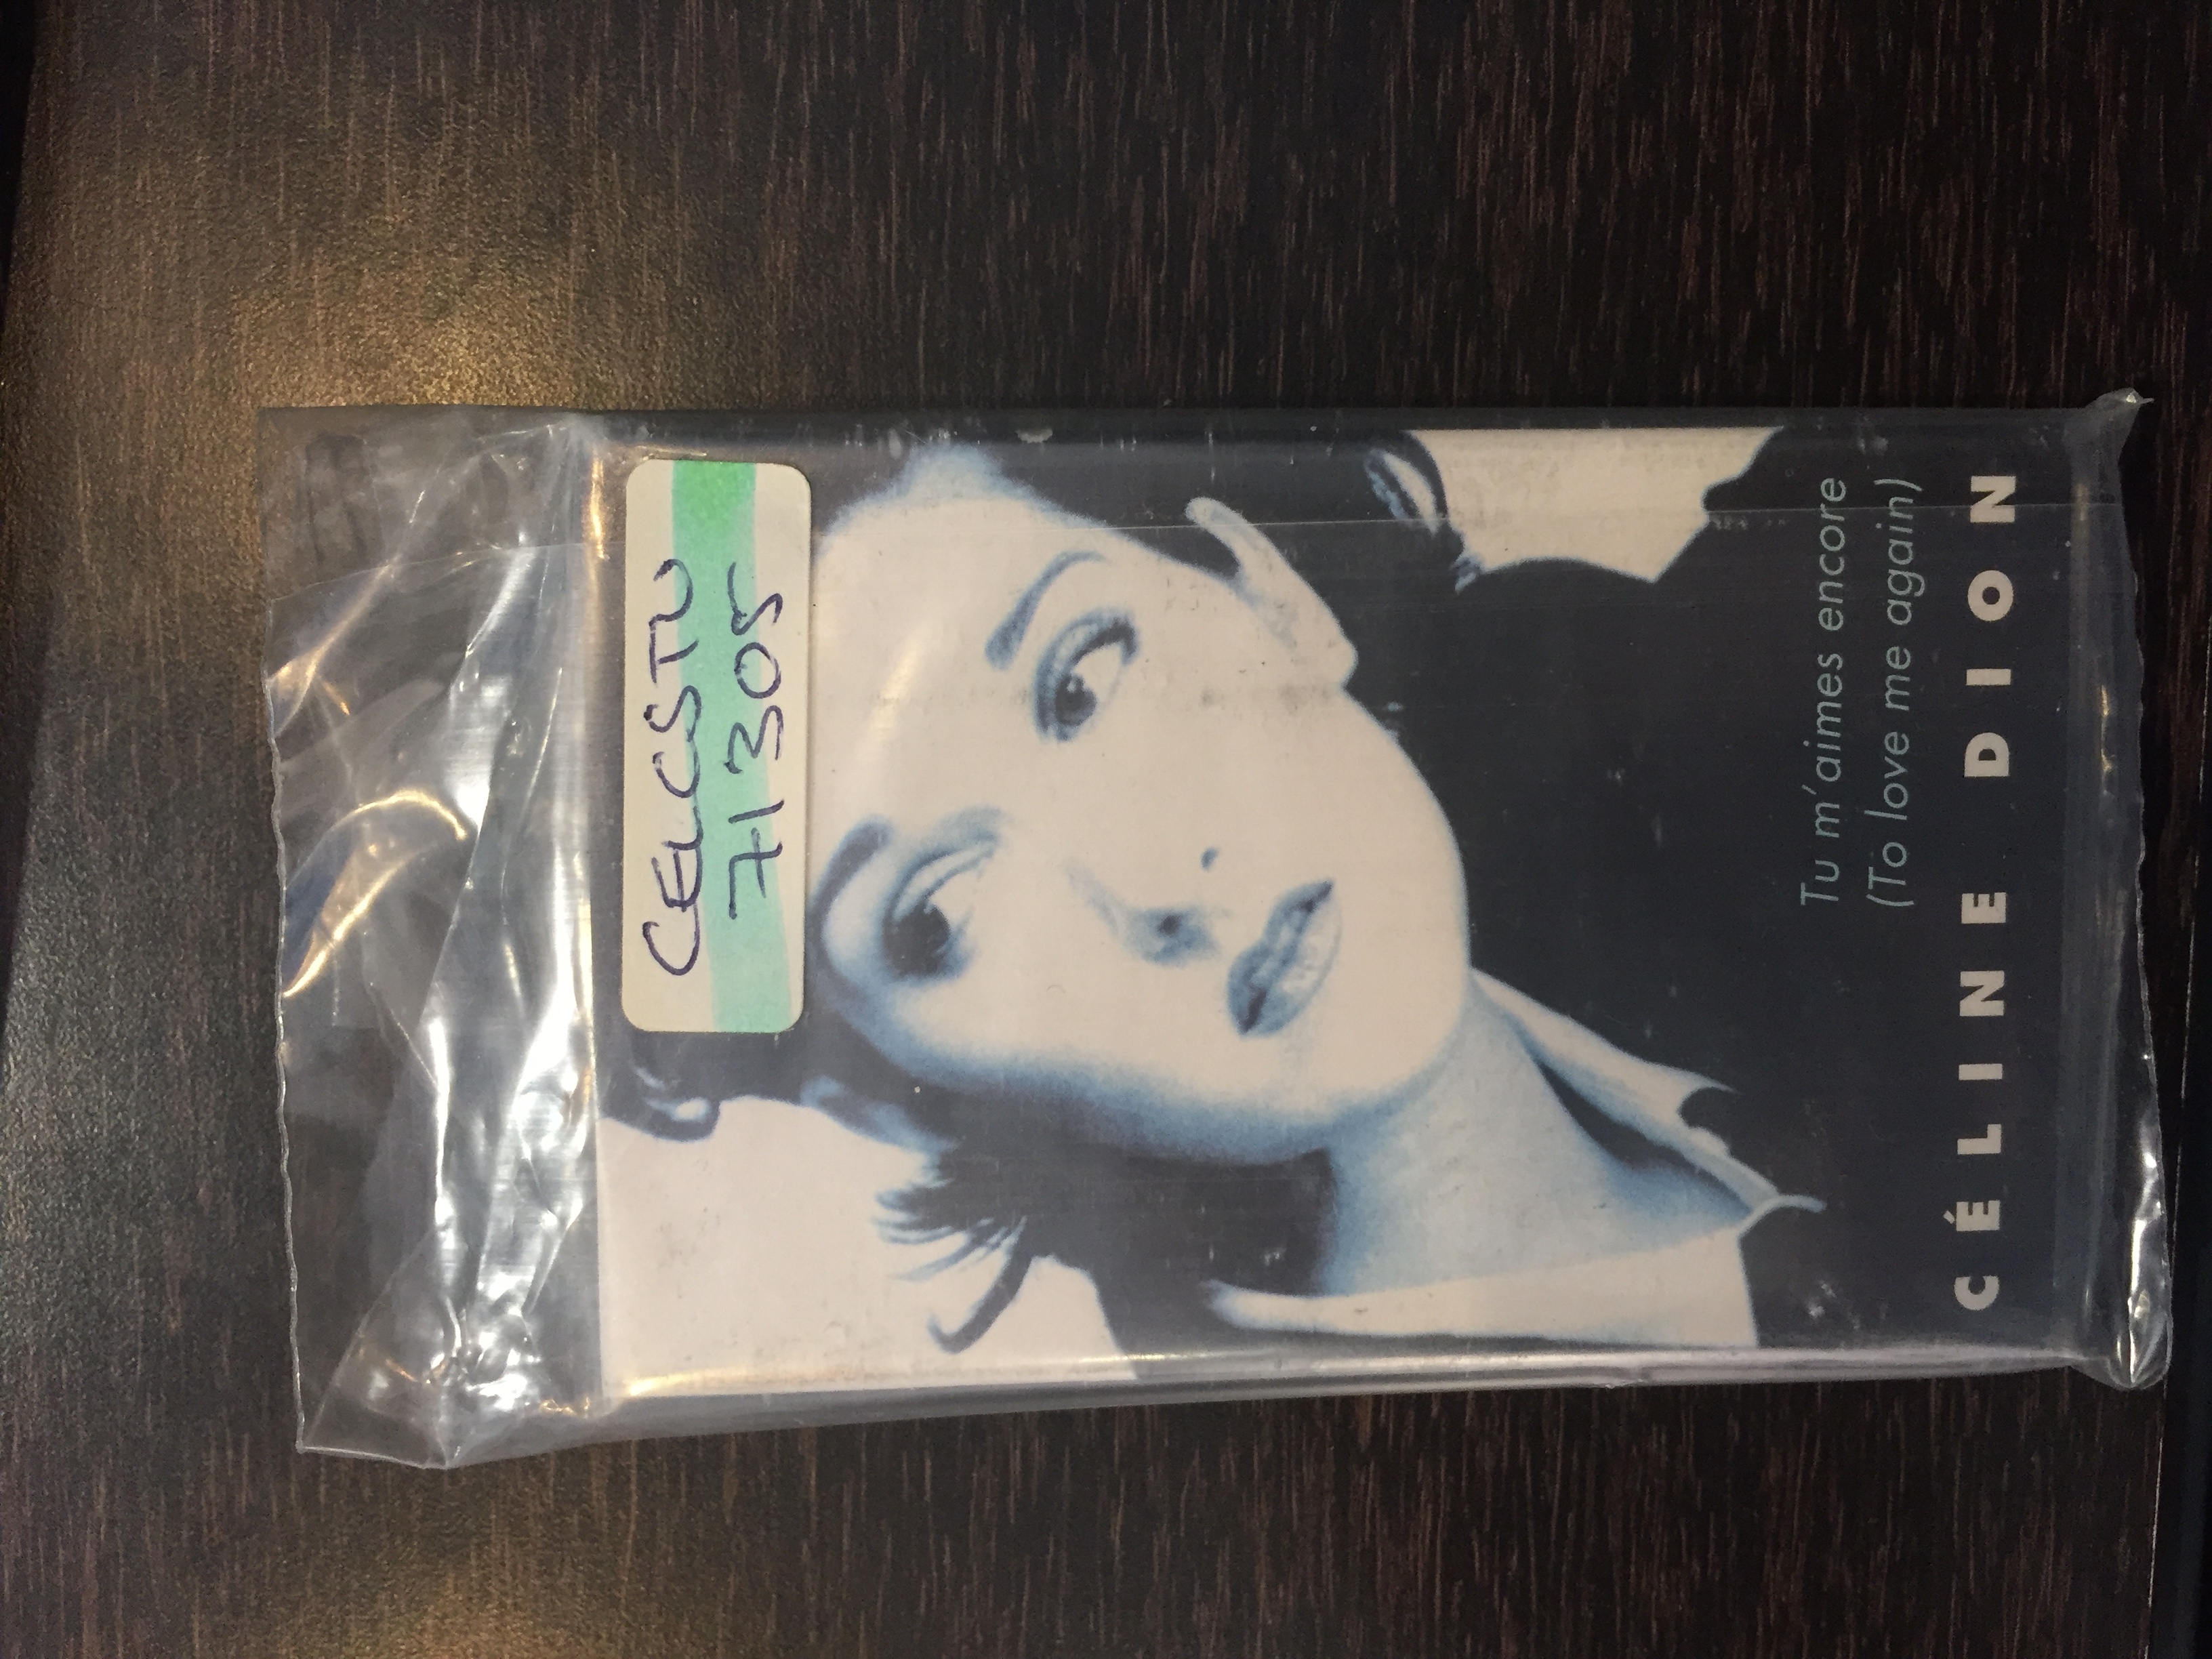 CELCSTU
71305
Tu m'aimes encore
(To love me again)
CÉLINE DION